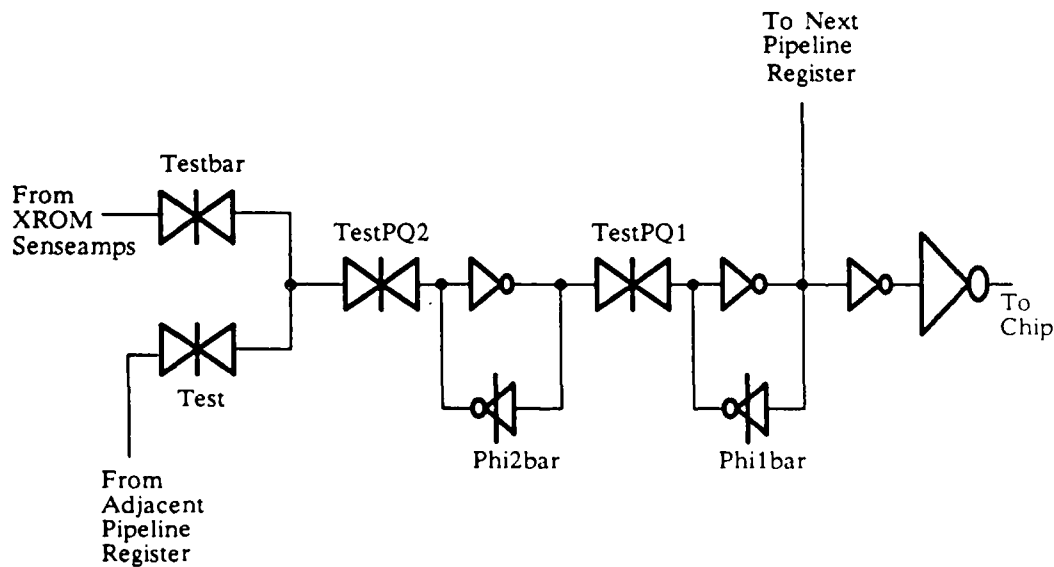 To Next
Pipeline
Register
Testbar
From
XROM
Senseamps
TestPQ2
TestPQ1
To
Chip
Test
Phi2bar
Phi1bar
From
Adjacent
Pipeline
Register